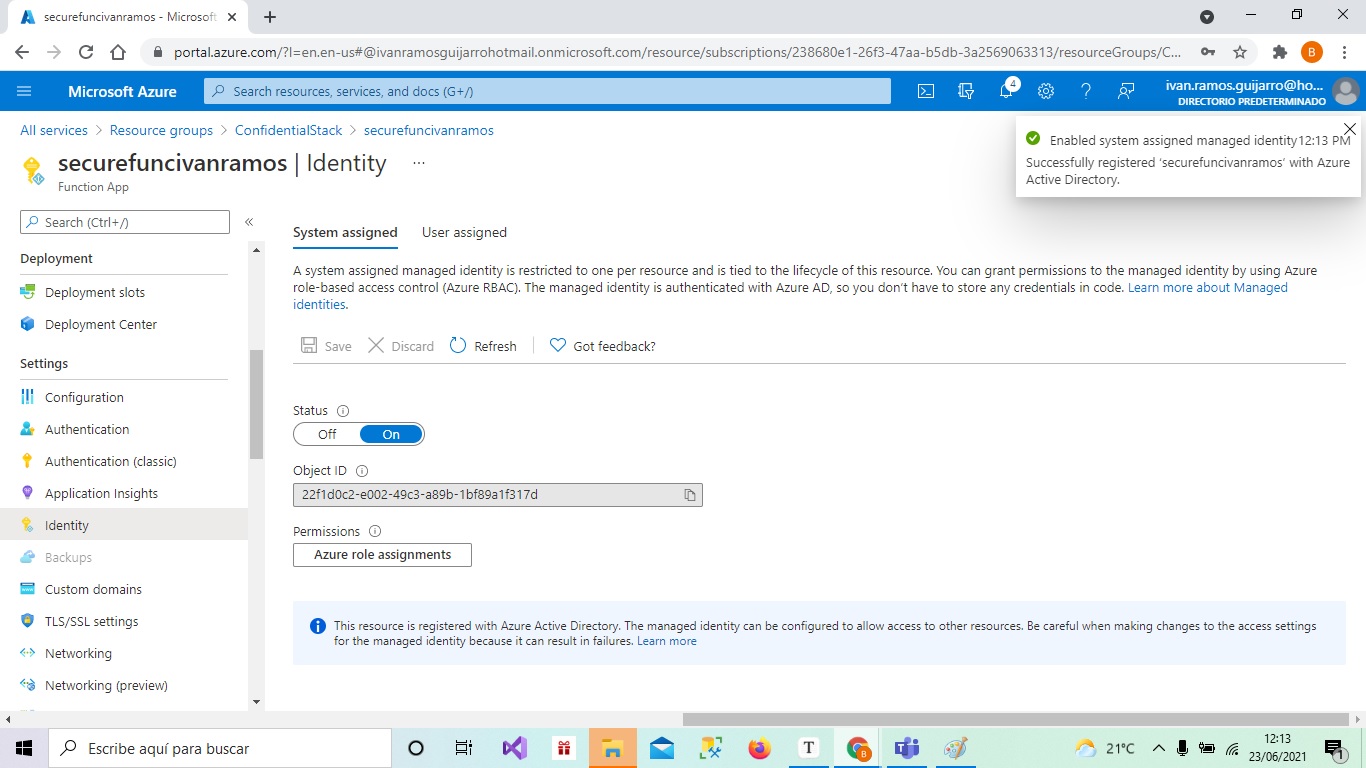 securefuncivanramos - Microsoft
portal.azure.com/?l=en.en-us#@ivanramosguijarrohotmail.onmicrosoft.com/resource/subscriptions/238680e1-26f3-47aa-b5db-3a2569063313/resourceGroups/C...
B
Microsoft Azure
Search resources, services, and docs (G+/)
4
ivan.ramos.guijarro@ho...
DIRECTORIO PREDETERMINADO
All services > Resource groups > ConfidentialStack > securefuncivanramos
securefuncivanramos | Identity ...
Function App
Enabled system assigned managed identity 12:13 PM
Successfully registered 'securefuncivanramos' with Azure
Active Directory.
Search (Ctrl+/)
«
Deployment
Deployment slots
Deployment Center
Settings
Configuration
Authentication
Authentication (classic)
Application Insights
Identity
Backups
Custom domains
TLS/SSL settings
Networking
Networking (preview)
System assigned User assigned
A system assigned managed identity is restricted to one per resource and is tied to the lifecycle of this resource. You can grant permissions to the managed identity by using Azure
role-based access control (Azure RBAC). The managed identity is authenticated with Azure AD, so you don't have to store any credentials in code. Learn more about Managed
identities.
Save Discard Refresh Got feedback?
Status
Off On
Object ID
22f1d0c2-e002-49c3-a89b-1bf89a1f317d
Permissions
Azure role assignments
This resource is registered with Azure Active Directory. The managed identity can be configured to allow access to other resources. Be careful when making changes to the access settings
for the managed identity because it can result in failures. Learn more
Escribe aquí para buscar
T
B
21°C
12:13
23/06/2021
1